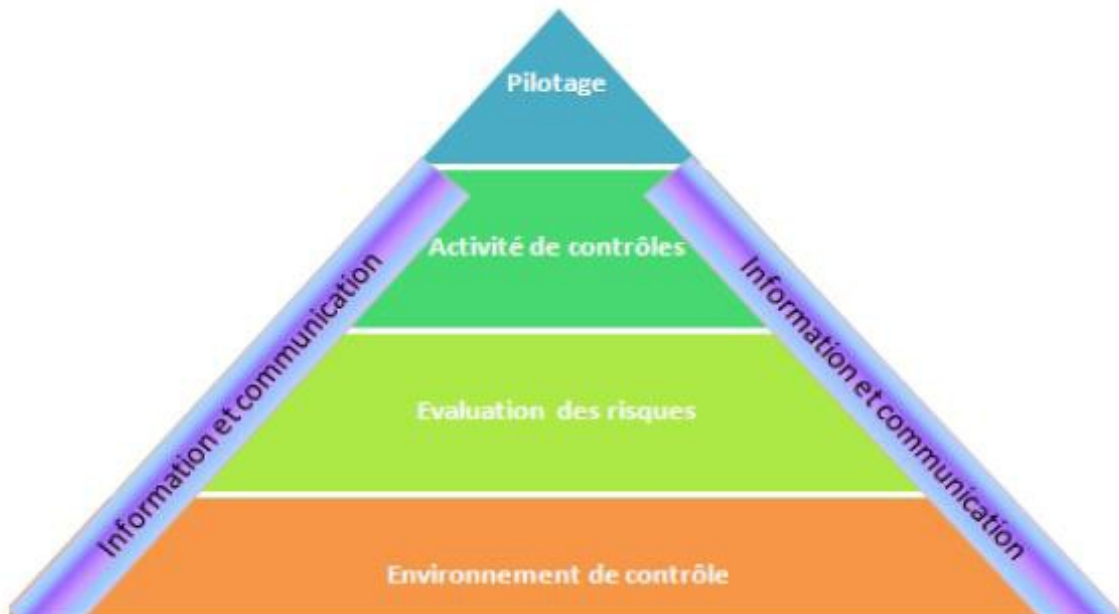 Pilotage
Activité de contrôles
Information et communication
Information et communication
Evaluation des risques
Environnement de contrôle